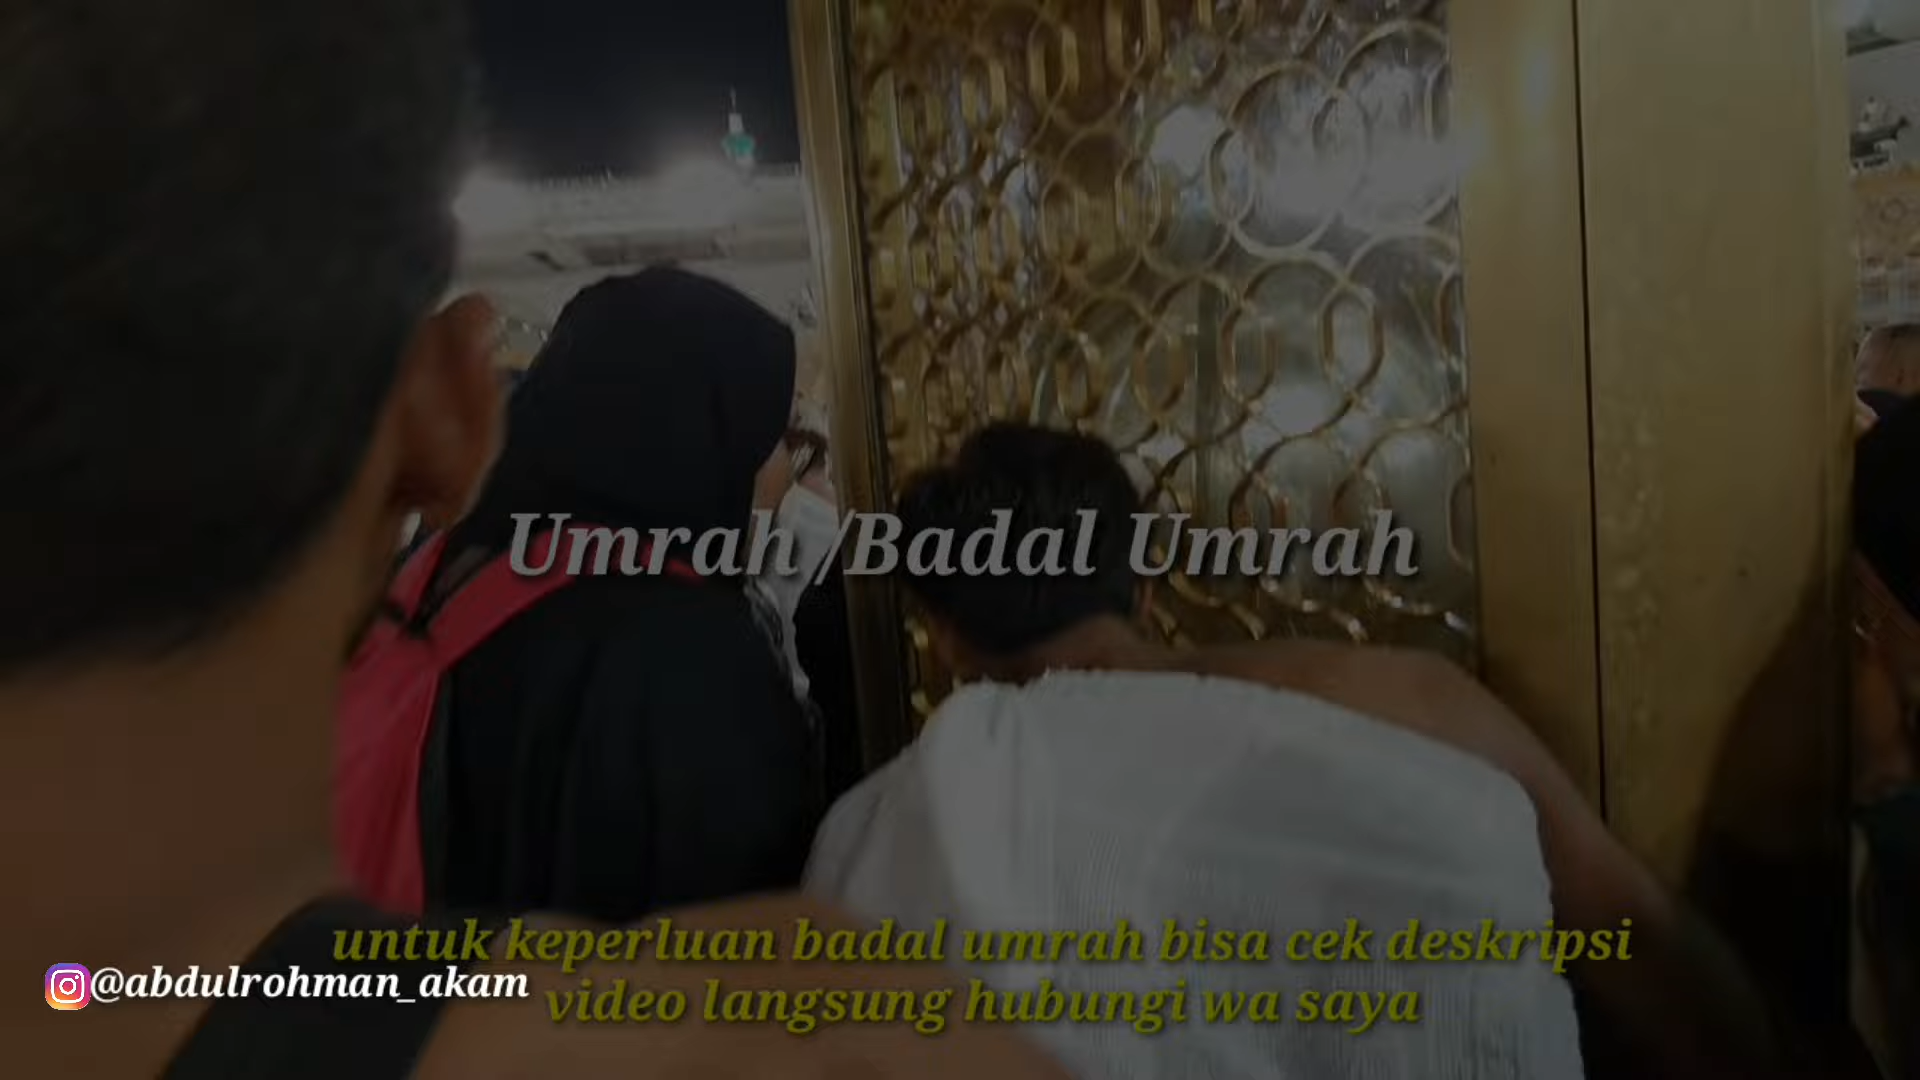 Umrah /Badal Umrah
untuk keperluan badal umrah bisa cek deskripsi
@abdulrohman_akam
video langsung hubungi wa saya